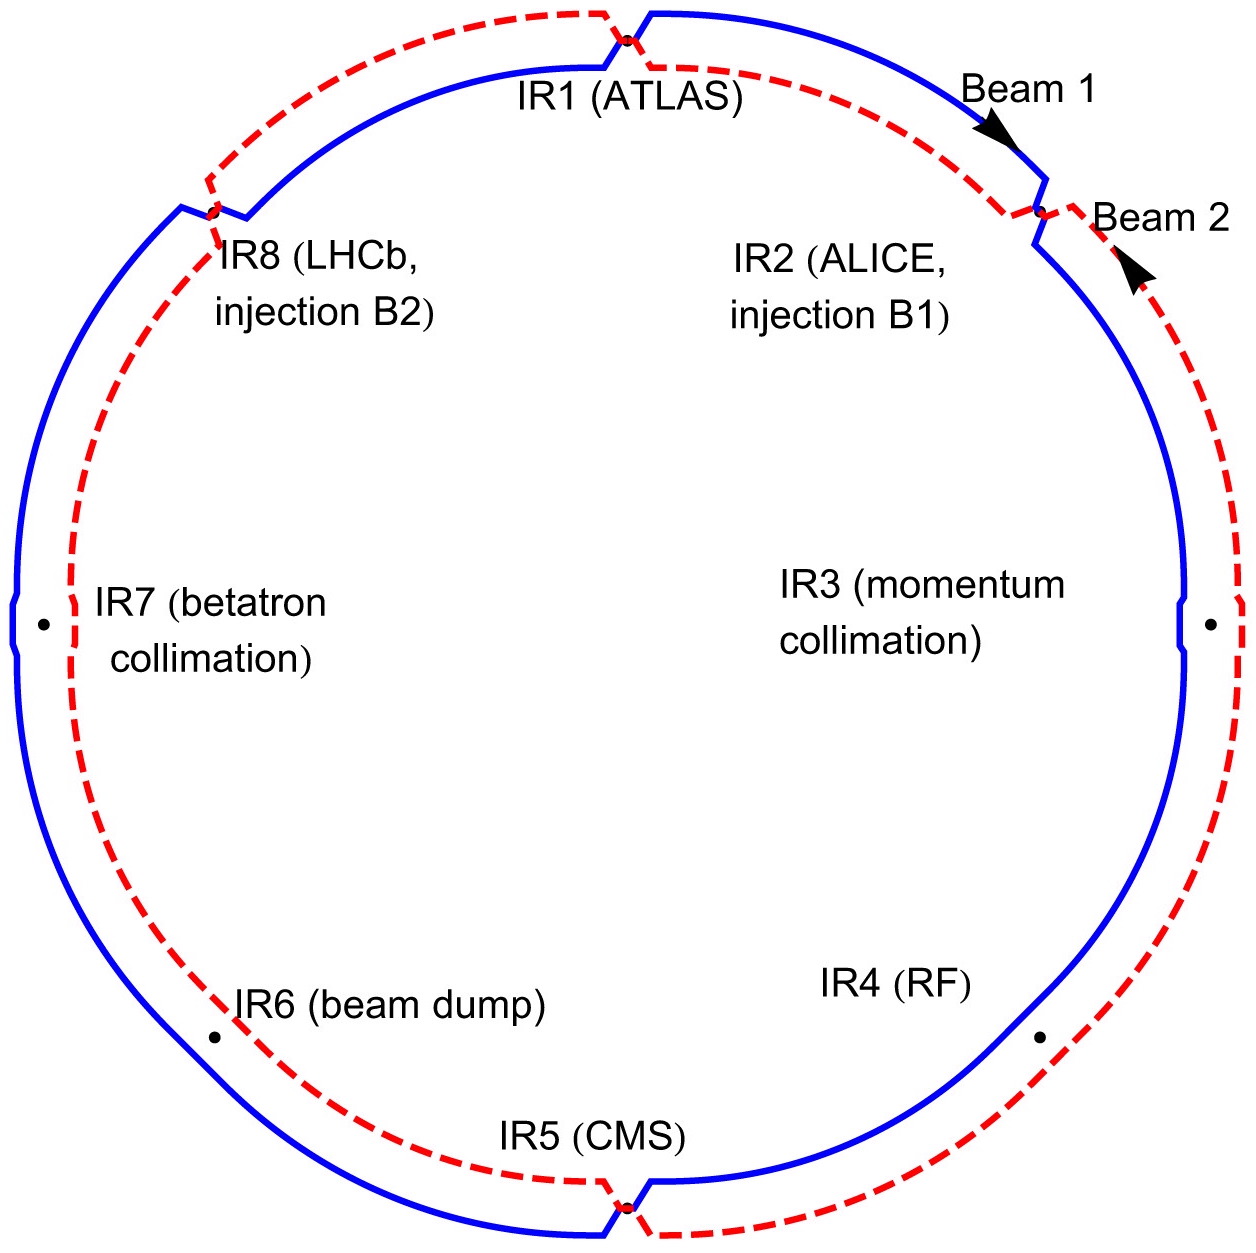 Beam 1
IR1 (ATLAS)
Beam 2
IR8 (LHCb,
injection B2)
IR2 (ALICE,
injection B1)
IR7 (betatron
collimation)
IR3 (momentum
collimation)
IR6 (beam dump)
IR4 (RF)
IR5 (CMS)